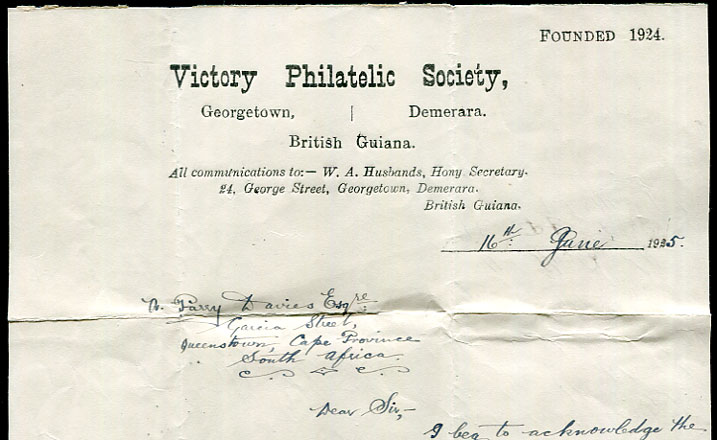 FOUNDED 1924.
Victory Philatelic Society,
Georgetown, | Demerara.
British Guiana.
All communications to:— W. A. Husbands, Hony Secretary.
24, George Street, Georgetown, Demerara.
British Guiana.
16th June 1925.
Parry Davies Esqre
Garcia Street,
Queenstown, Cape Province
South Africa.
Dear Sir,—
I beg to acknowledge the